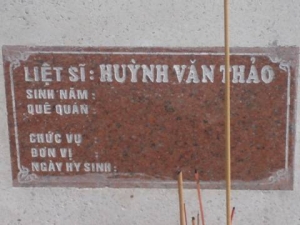 LIỆT SĨ : HUỲNH VĂN THẢO
SINH NĂM :
QUÊ QUÁN :
CHỨC VỤ :
ĐƠN VỊ :
NGÀY HY SINH :